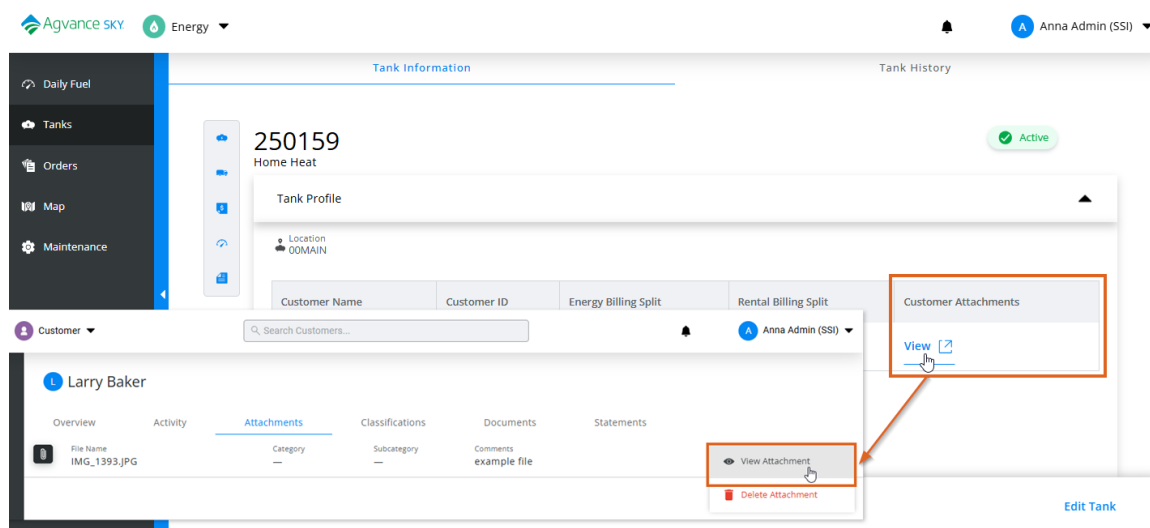 Agvance SKY
Energy
A Anna Admin (SSI)
Daily Fuel
Tanks
Orders
Map
Maintenance
Tank Information
Tank History
250159
Home Heat
Active
Tank Profile
Location
00MAIN
Customer Name
Customer ID
Energy Billing Split
Rental Billing Split
Customer Attachments
View
Customer
Search Customers...
A Anna Admin (SSI)
L Larry Baker
Overview
Activity
Attachments
Classifications
Documents
Statements
File Name
Category
Subcategory
Comments
IMG_1393.JPG
—
—
example file
View Attachment
Delete Attachment
Edit Tank